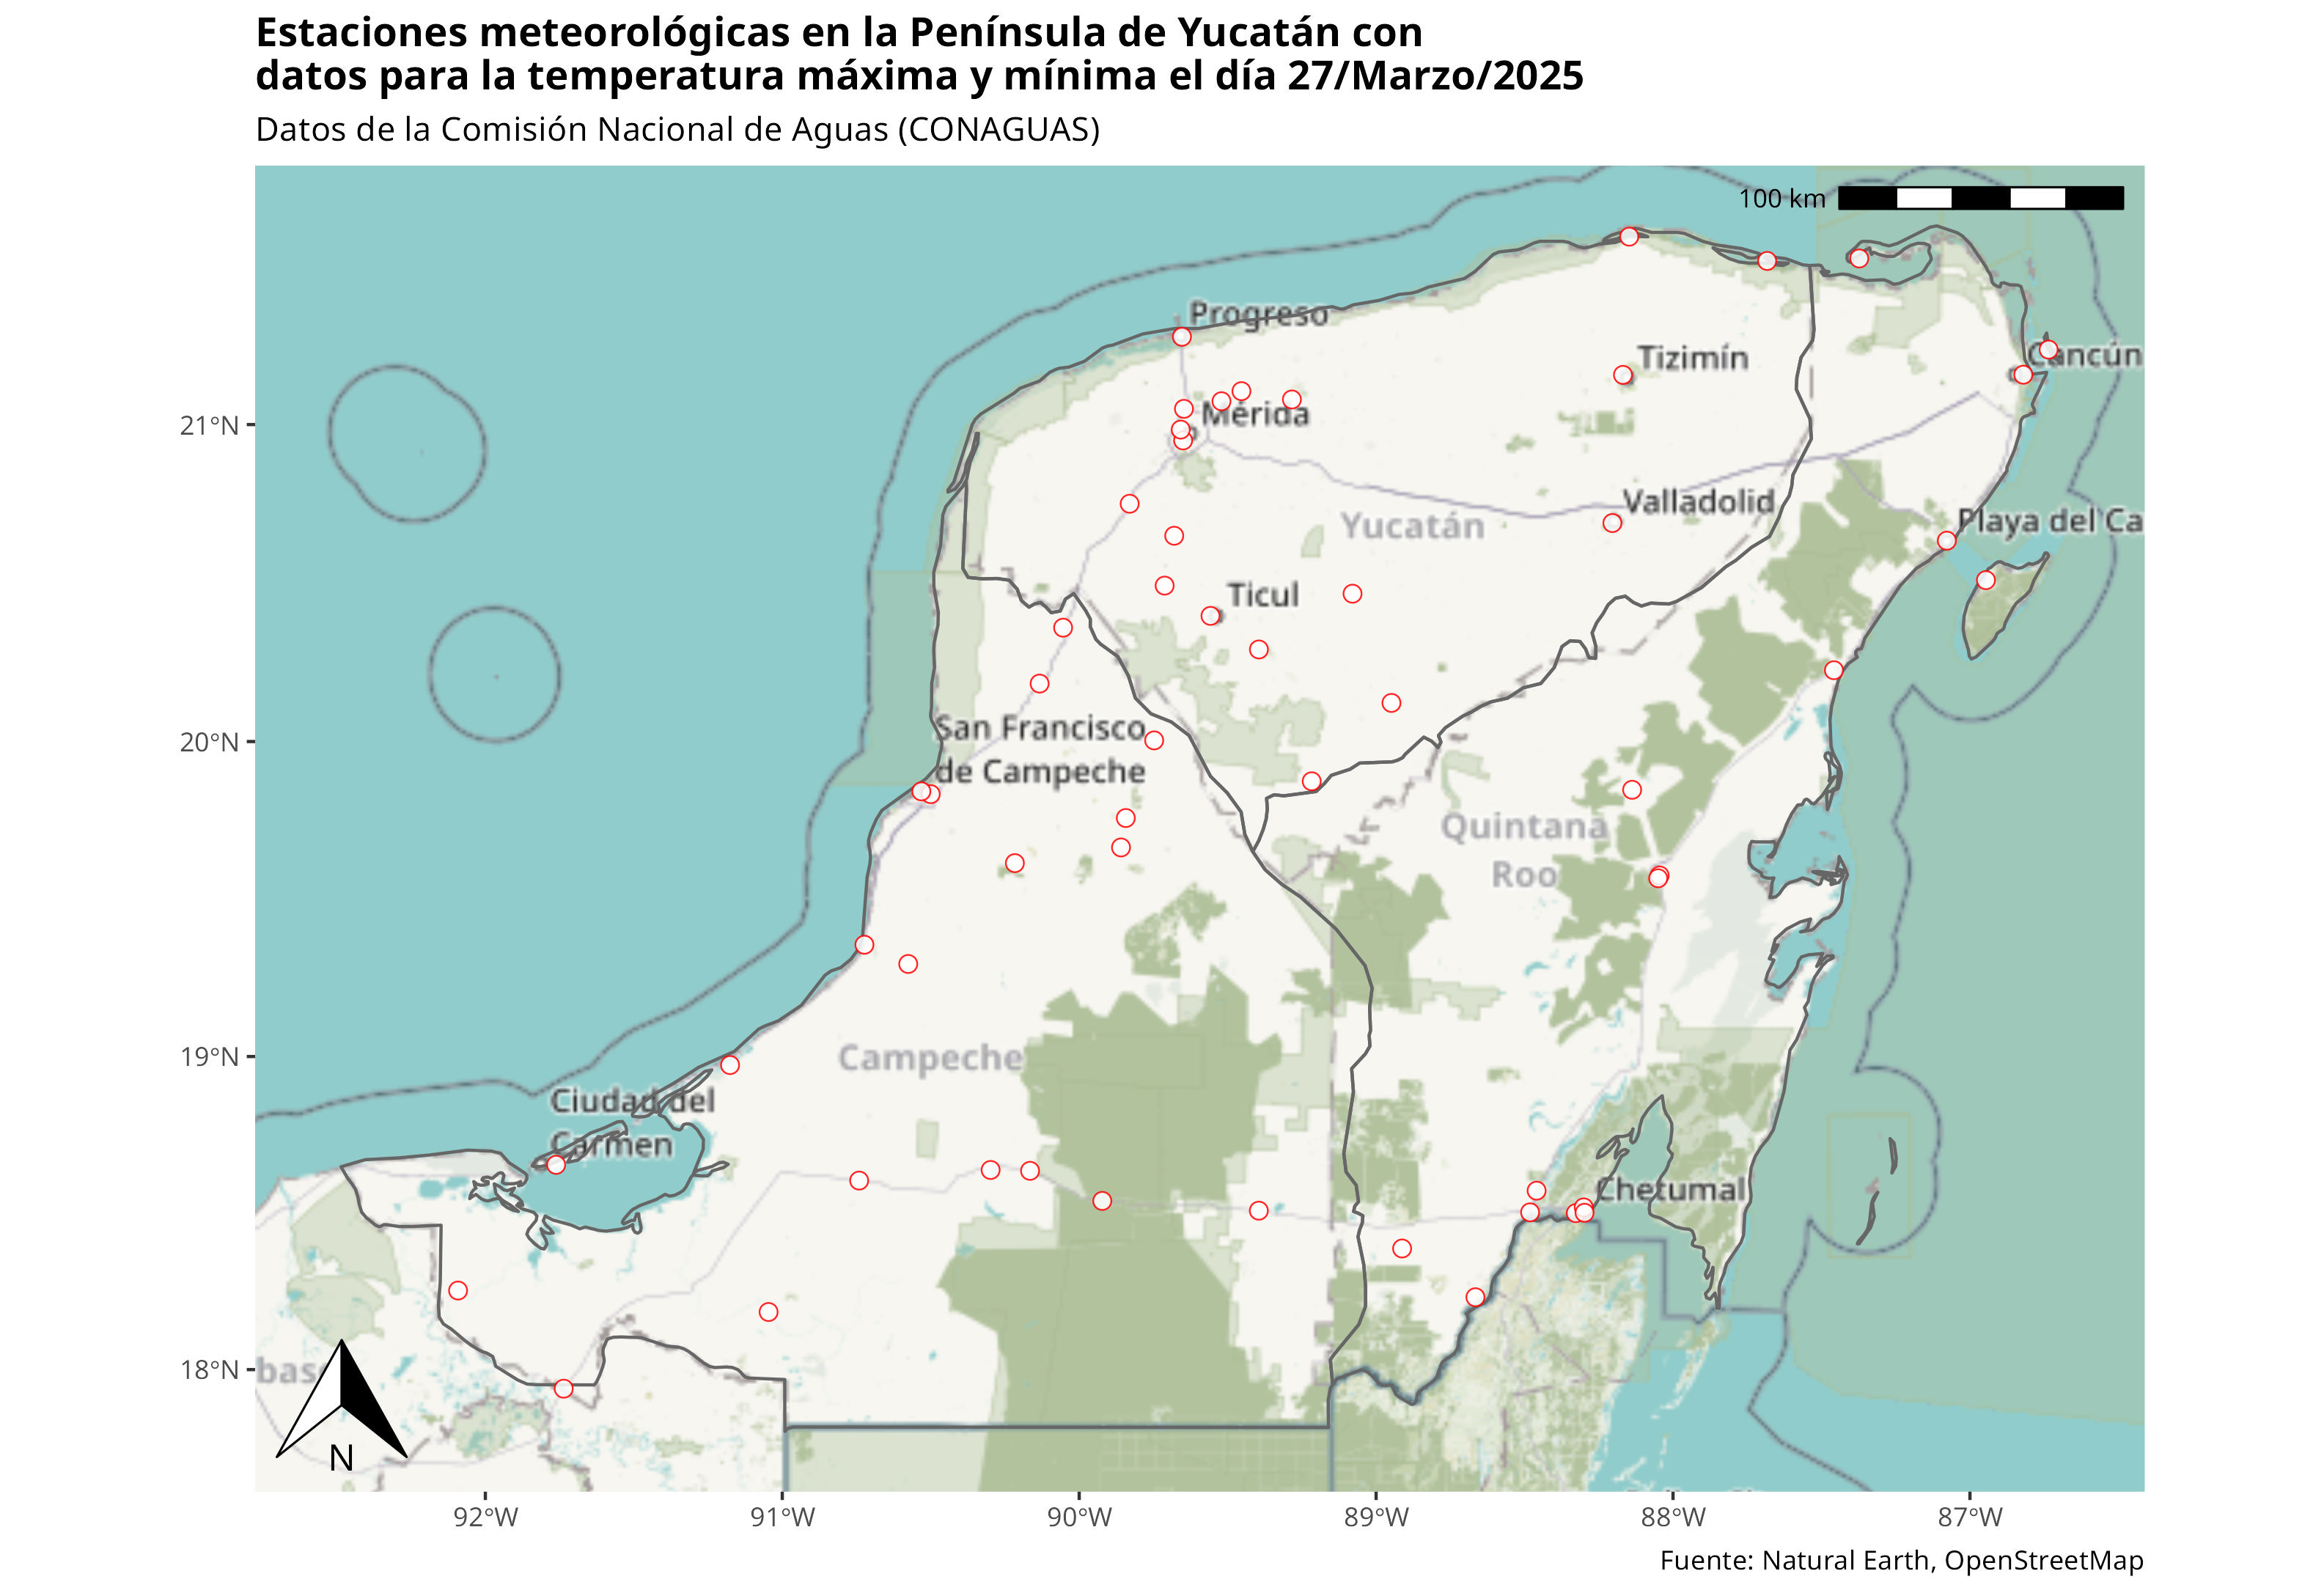 Estaciones meteorológicas en la Península de Yucatán con
datos para la temperatura máxima y mínima el día 27/Marzo/2025
Datos de la Comisión Nacional de Aguas (CONAGUAS)
100 km
Progreso
Tizimín
Cancún
Mérida
21°N
Valladolid
Yucatán
Playa del Ca
Ticul
San Francisco
de Campeche
20°N
Quintana
Roo
Campeche
19°N
Ciudad del
Carmen
Chetumal
18°N
basc
N
92°W
91°W
90°W
89°W
88°W
87°W
Fuente: Natural Earth, OpenStreetMap